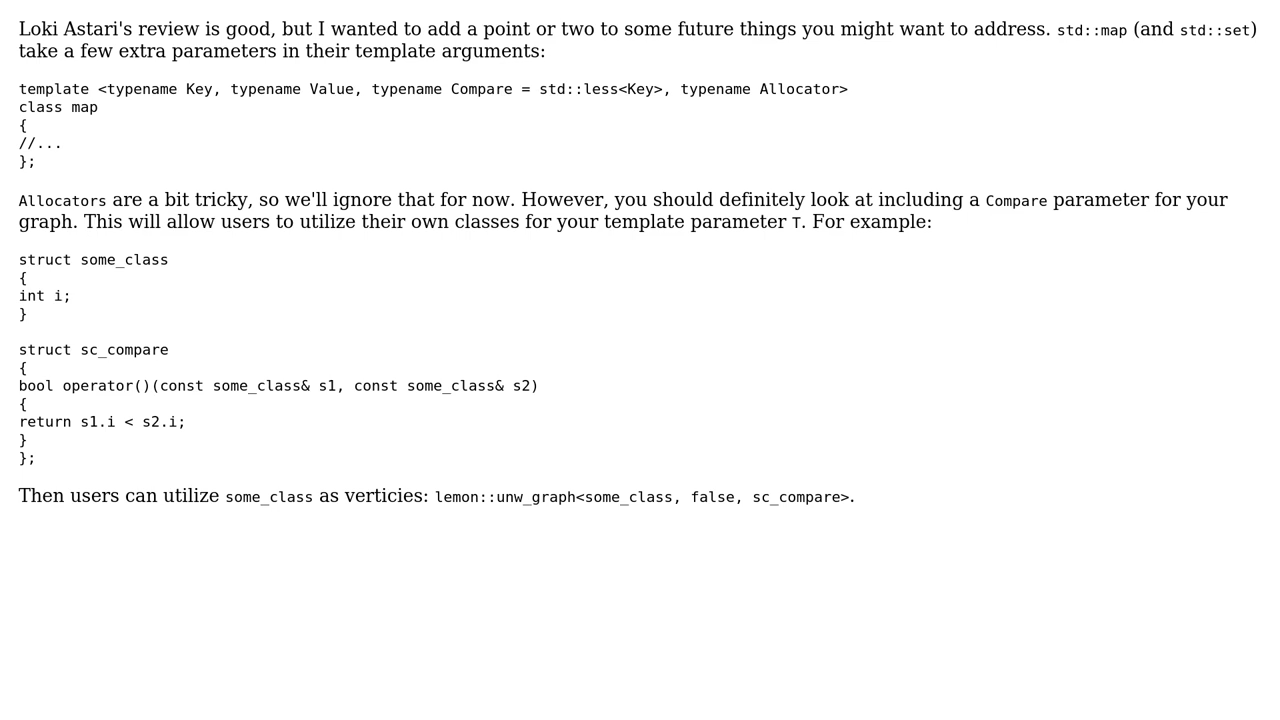 Loki Astari's review is good, but I wanted to add a point or two to some future things you might want to address. std::map (and std::set)
take a few extra parameters in their template arguments:
template <typename Key, typename Value, typename Compare = std::less<Key>, typename Allocator>
class map
{
//...
};
Allocators are a bit tricky, so we'll ignore that for now. However, you should definitely look at including a Compare parameter for your
graph. This will allow users to utilize their own classes for your template parameter T. For example:
struct some_class
{
int i;
}
struct sc_compare
{
bool operator()(const some_class& s1, const some_class& s2)
{
return s1.i < s2.i;
}
};
Then users can utilize some_class as verticies: lemon::unw_graph<some_class, false, sc_compare>.